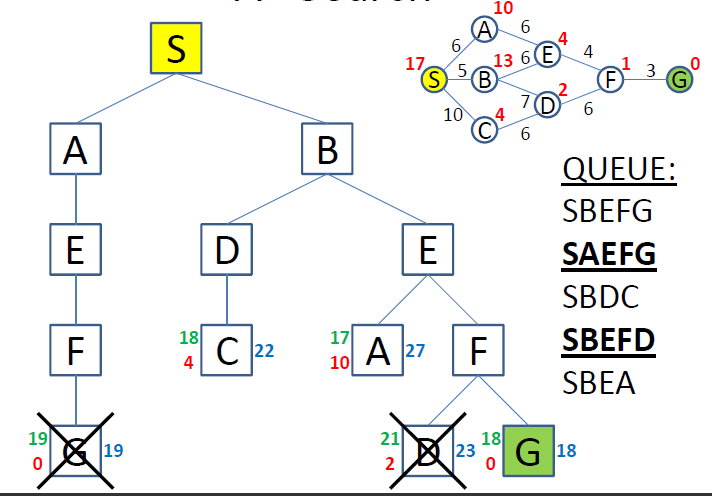 S
A
B
E
D
E
F
18
4
C
22
17
10
A
27
F
19
0
G
19
21
2
D
23
18
0
G
18
10
A
6
4
6
E
4
17
S
5
13
B
6
1
F
3
0
G
10
4
C
7
2
D
6
6
QUEUE:
SBEFG
SAEFG
SBDC
SBEFD
SBEA